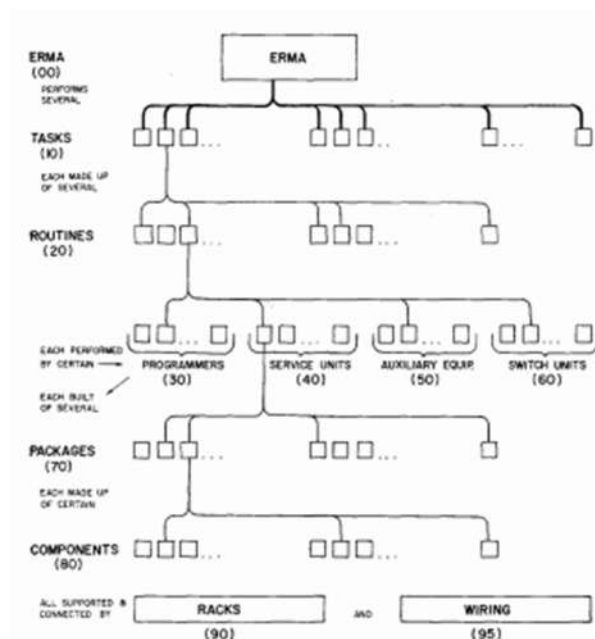 ERMA
(00)
ERMA
PERFORMS
SEVERAL
TASKS
(10)
EACH MADE UP
OF SEVERAL
ROUTINES
(20)
EACH PERFORMED
BY CERTAIN
PROGRAMMERS
(30)
SERVICE UNITS
(40)
AUXILIARY EQUIP.
(50)
SWITCH UNITS
(60)
EACH BUILT
OF SEVERAL
PACKAGES
(70)
EACH MADE UP
OF CERTAIN
COMPONENTS
(80)
ALL SUPPORTED &
CONNECTED BY
RACKS
(90)
AND
WIRING
(95)